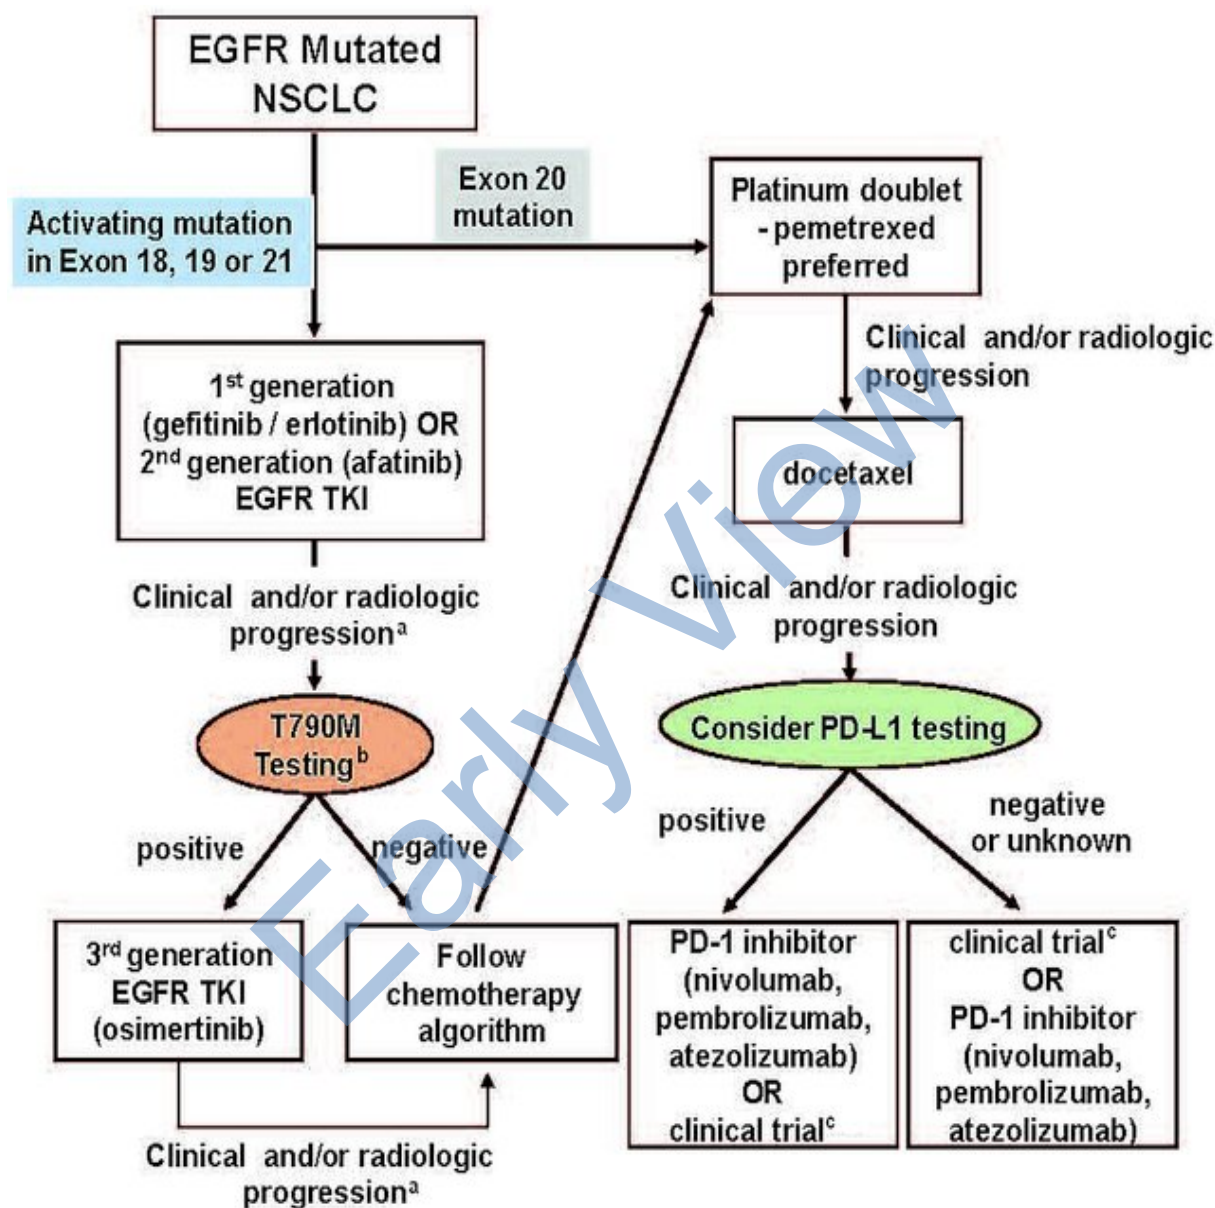 EGFR Mutated
NSCLC
Exon 20
mutation
Activating mutation
in Exon 18, 19 or 21
Platinum doublet
- pemetrexed
preferred
Clinical and/or radiologic
progression
1st generation
(gefitinib / erlotinib) OR
2nd generation (afatinib)
EGFR TKI
docetaxel
Clinical and/or radiologic
progressiona
Clinical and/or radiologic
progression
T790M
Testingb
Consider PD-L1 testing
positive
negative
positive
negative
or unknown
3rd generation
EGFR TKI
(osimertinib)
Follow
chemotherapy
algorithm
PD-1 inhibitor
(nivolumab,
pembrolizumab,
atezolizumab)
OR
clinical trialc
clinical trialc
OR
PD-1 inhibitor
(nivolumab,
pembrolizumab,
atezolizumab)
Clinical and/or radiologic
progressiona
Early View